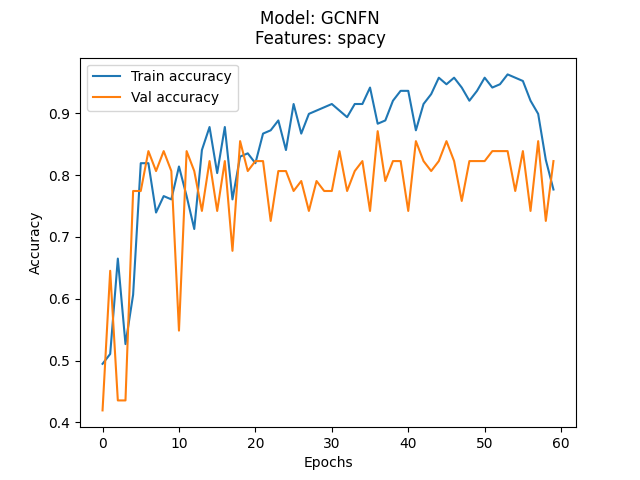 Model: GCNFN
Features: spacy
Train accuracy
Val accuracy
Accuracy
0.9
0.8
0.7
0.6
0.5
0.4
0 10 20 30 40 50 60
Epochs